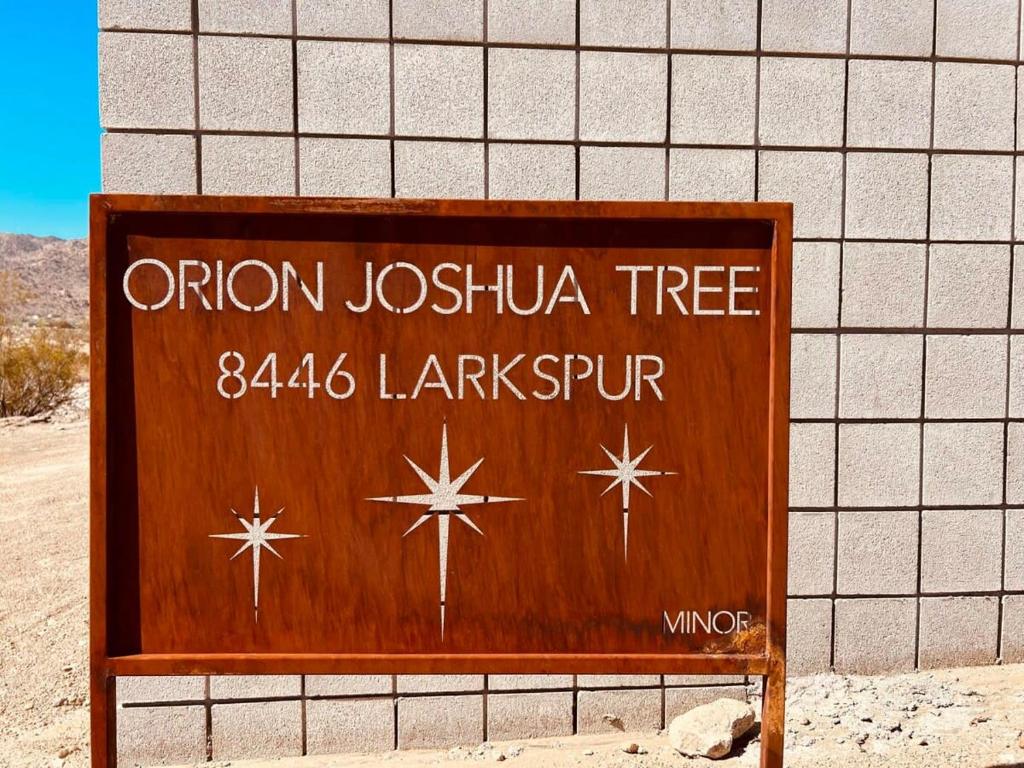 ORION JOSHUA TREE
8446 LARKSPUR
MINOR